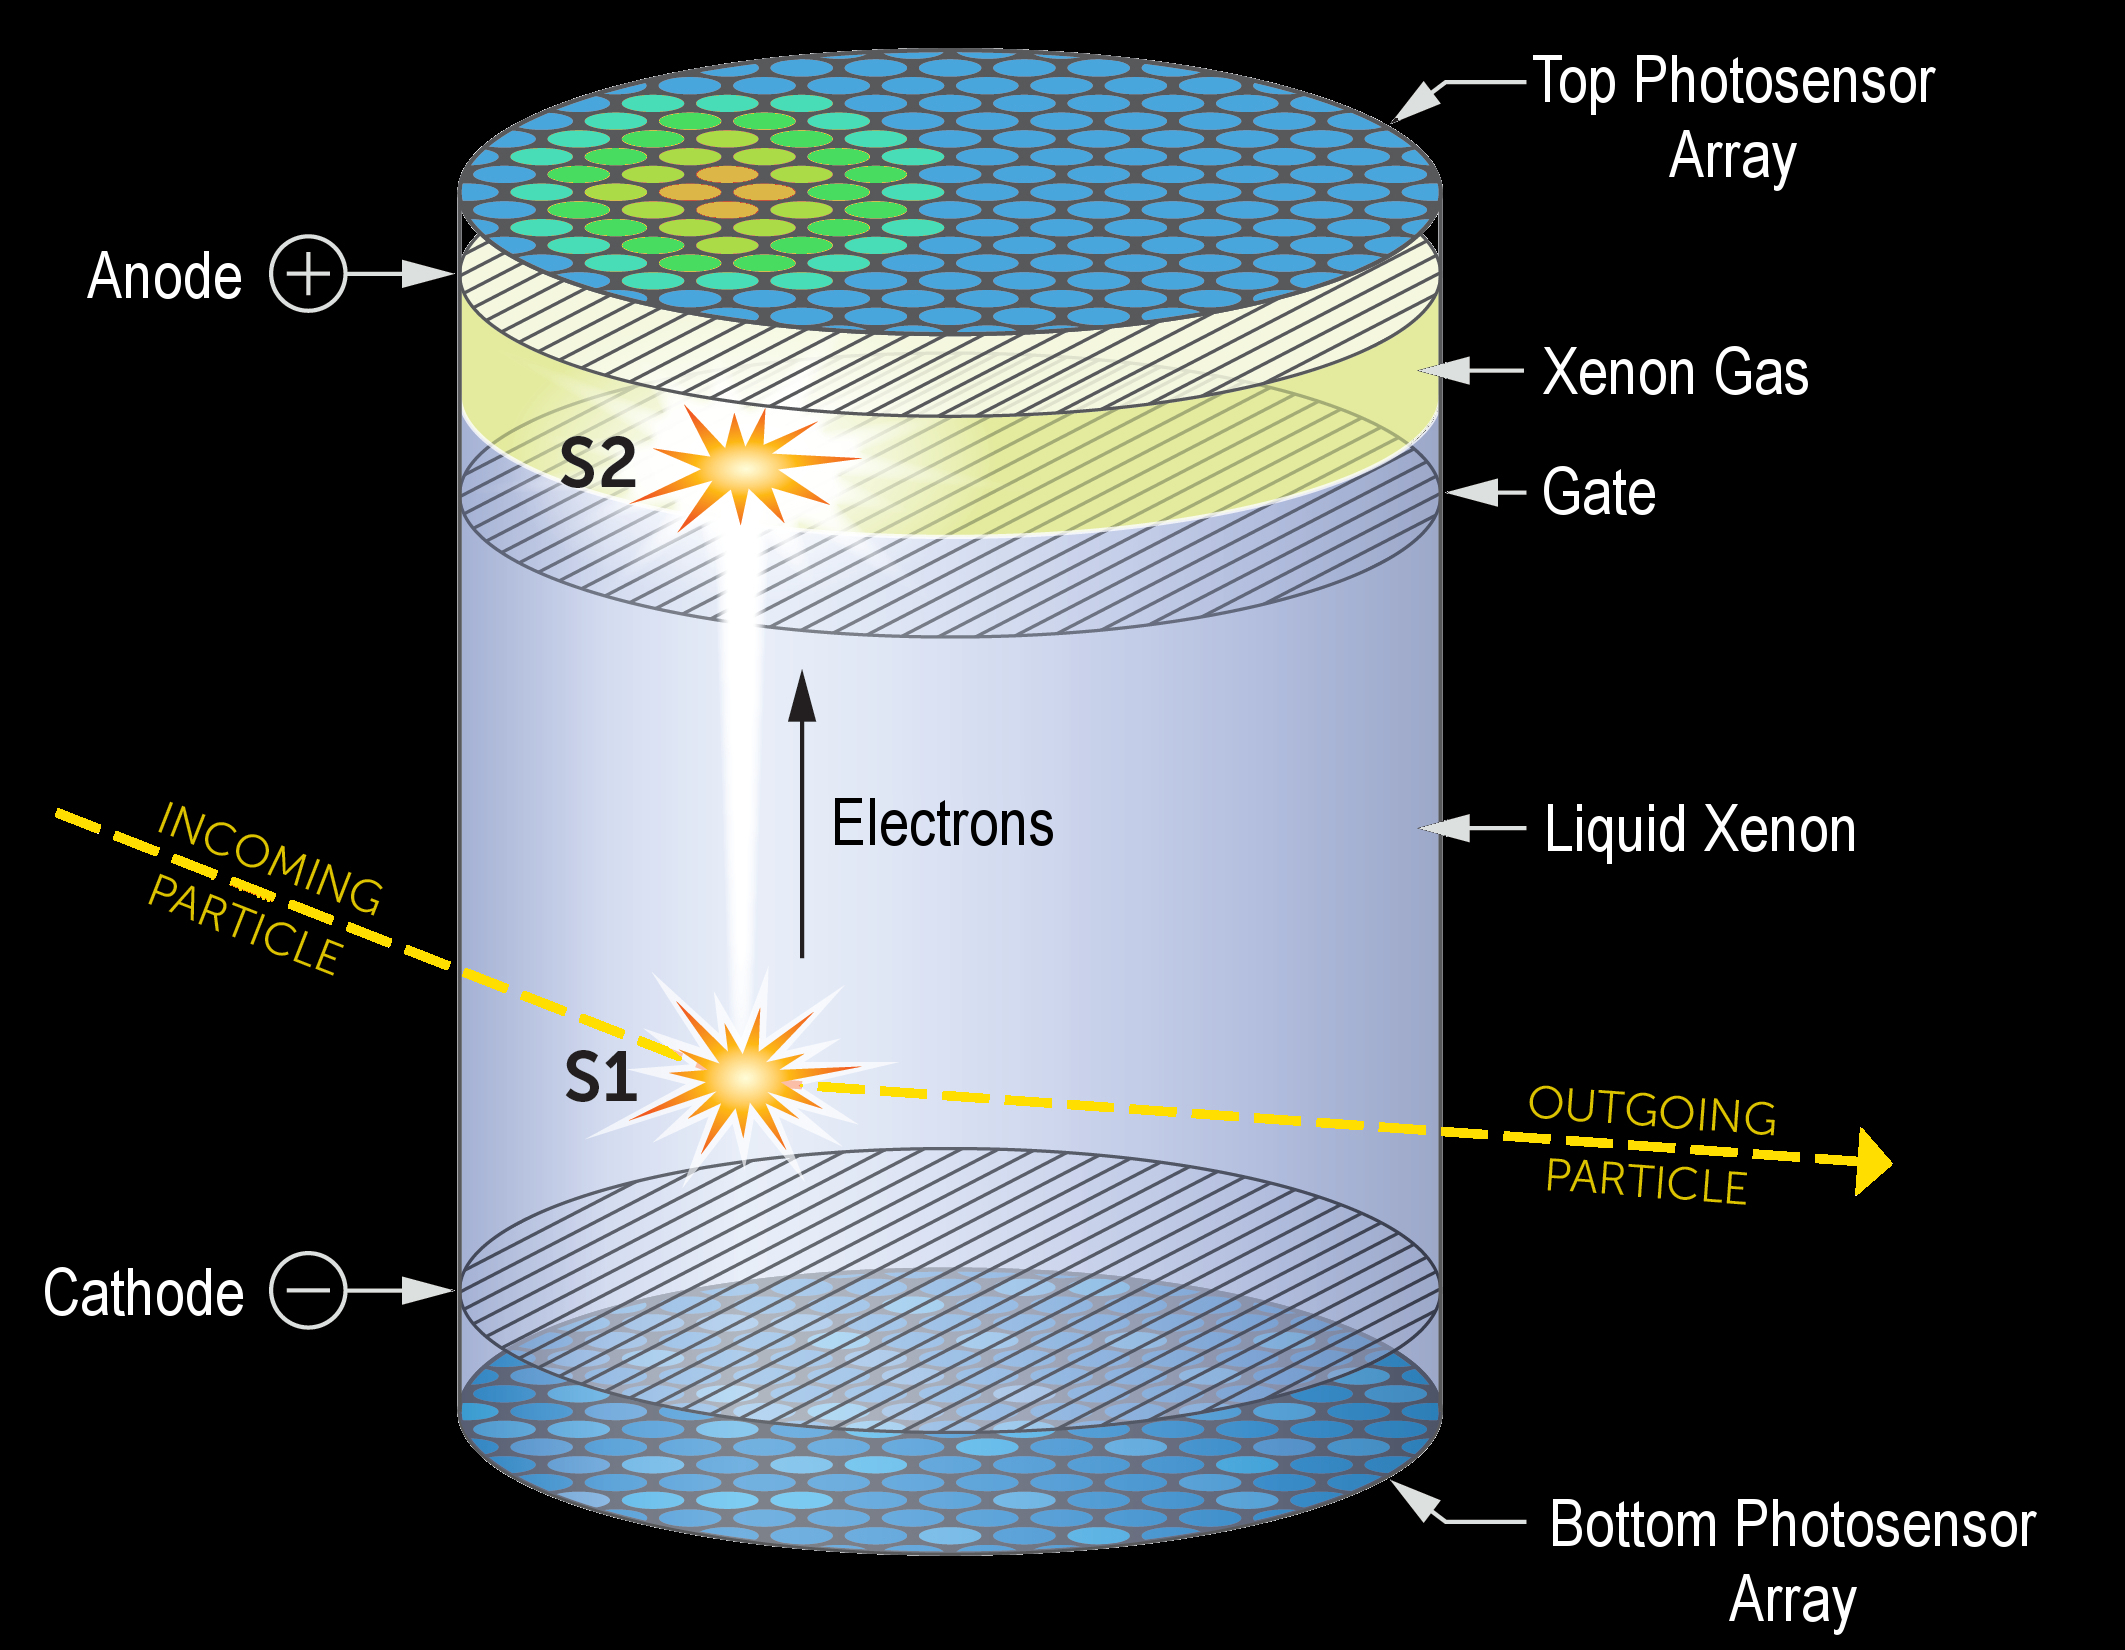 Top Photosensor
Array
Anode
Xenon Gas
S2
Gate
Electrons
Liquid Xenon
INCOMING
PARTICLE
S1
OUTGOING
PARTICLE
Cathode
Bottom Photosensor
Array